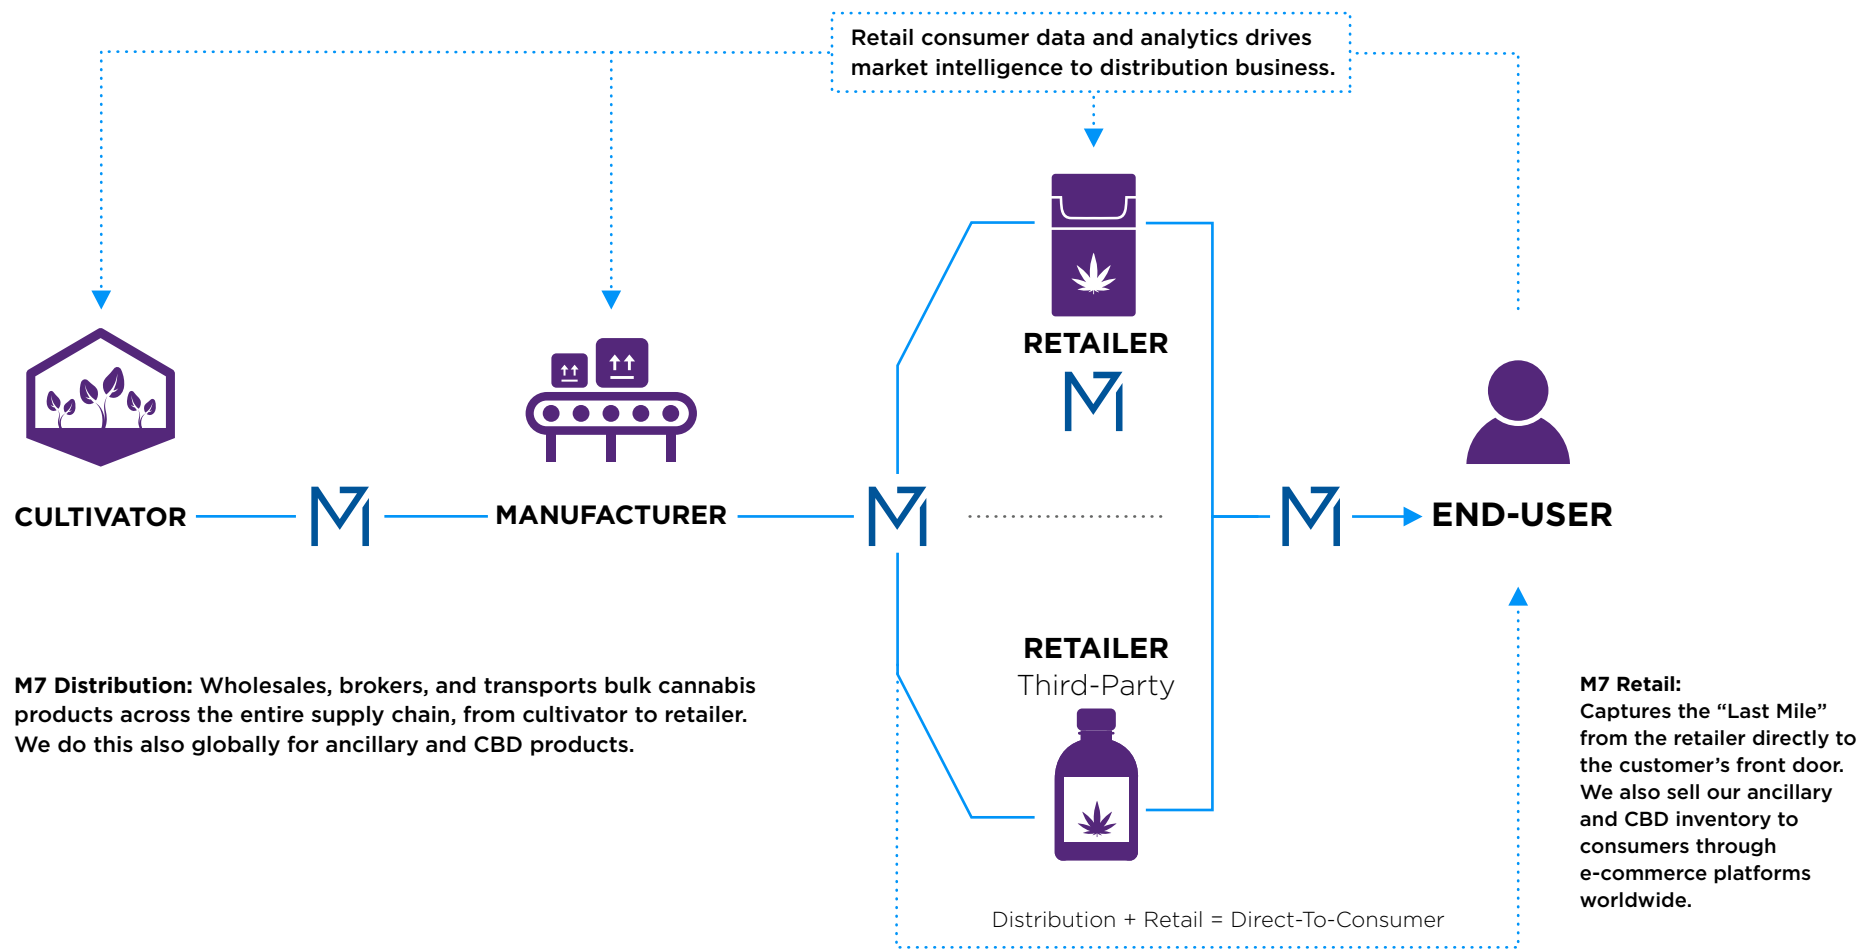 Retail consumer data and analytics drives
market intelligence to distribution business.
RETAILER
M7
CULTIVATOR
M7
MANUFACTURER
M7
M7
END-USER
RETAILER
Third-Party
M7 Distribution: Wholesales, brokers, and transports bulk cannabis
products across the entire supply chain, from cultivator to retailer.
We do this also globally for ancillary and CBD products.
M7 Retail:
Captures the “Last Mile”
from the retailer directly to
the customer’s front door.
We also sell our ancillary
and CBD inventory to
consumers through
e-commerce platforms
worldwide.
Distribution + Retail = Direct-To-Consumer